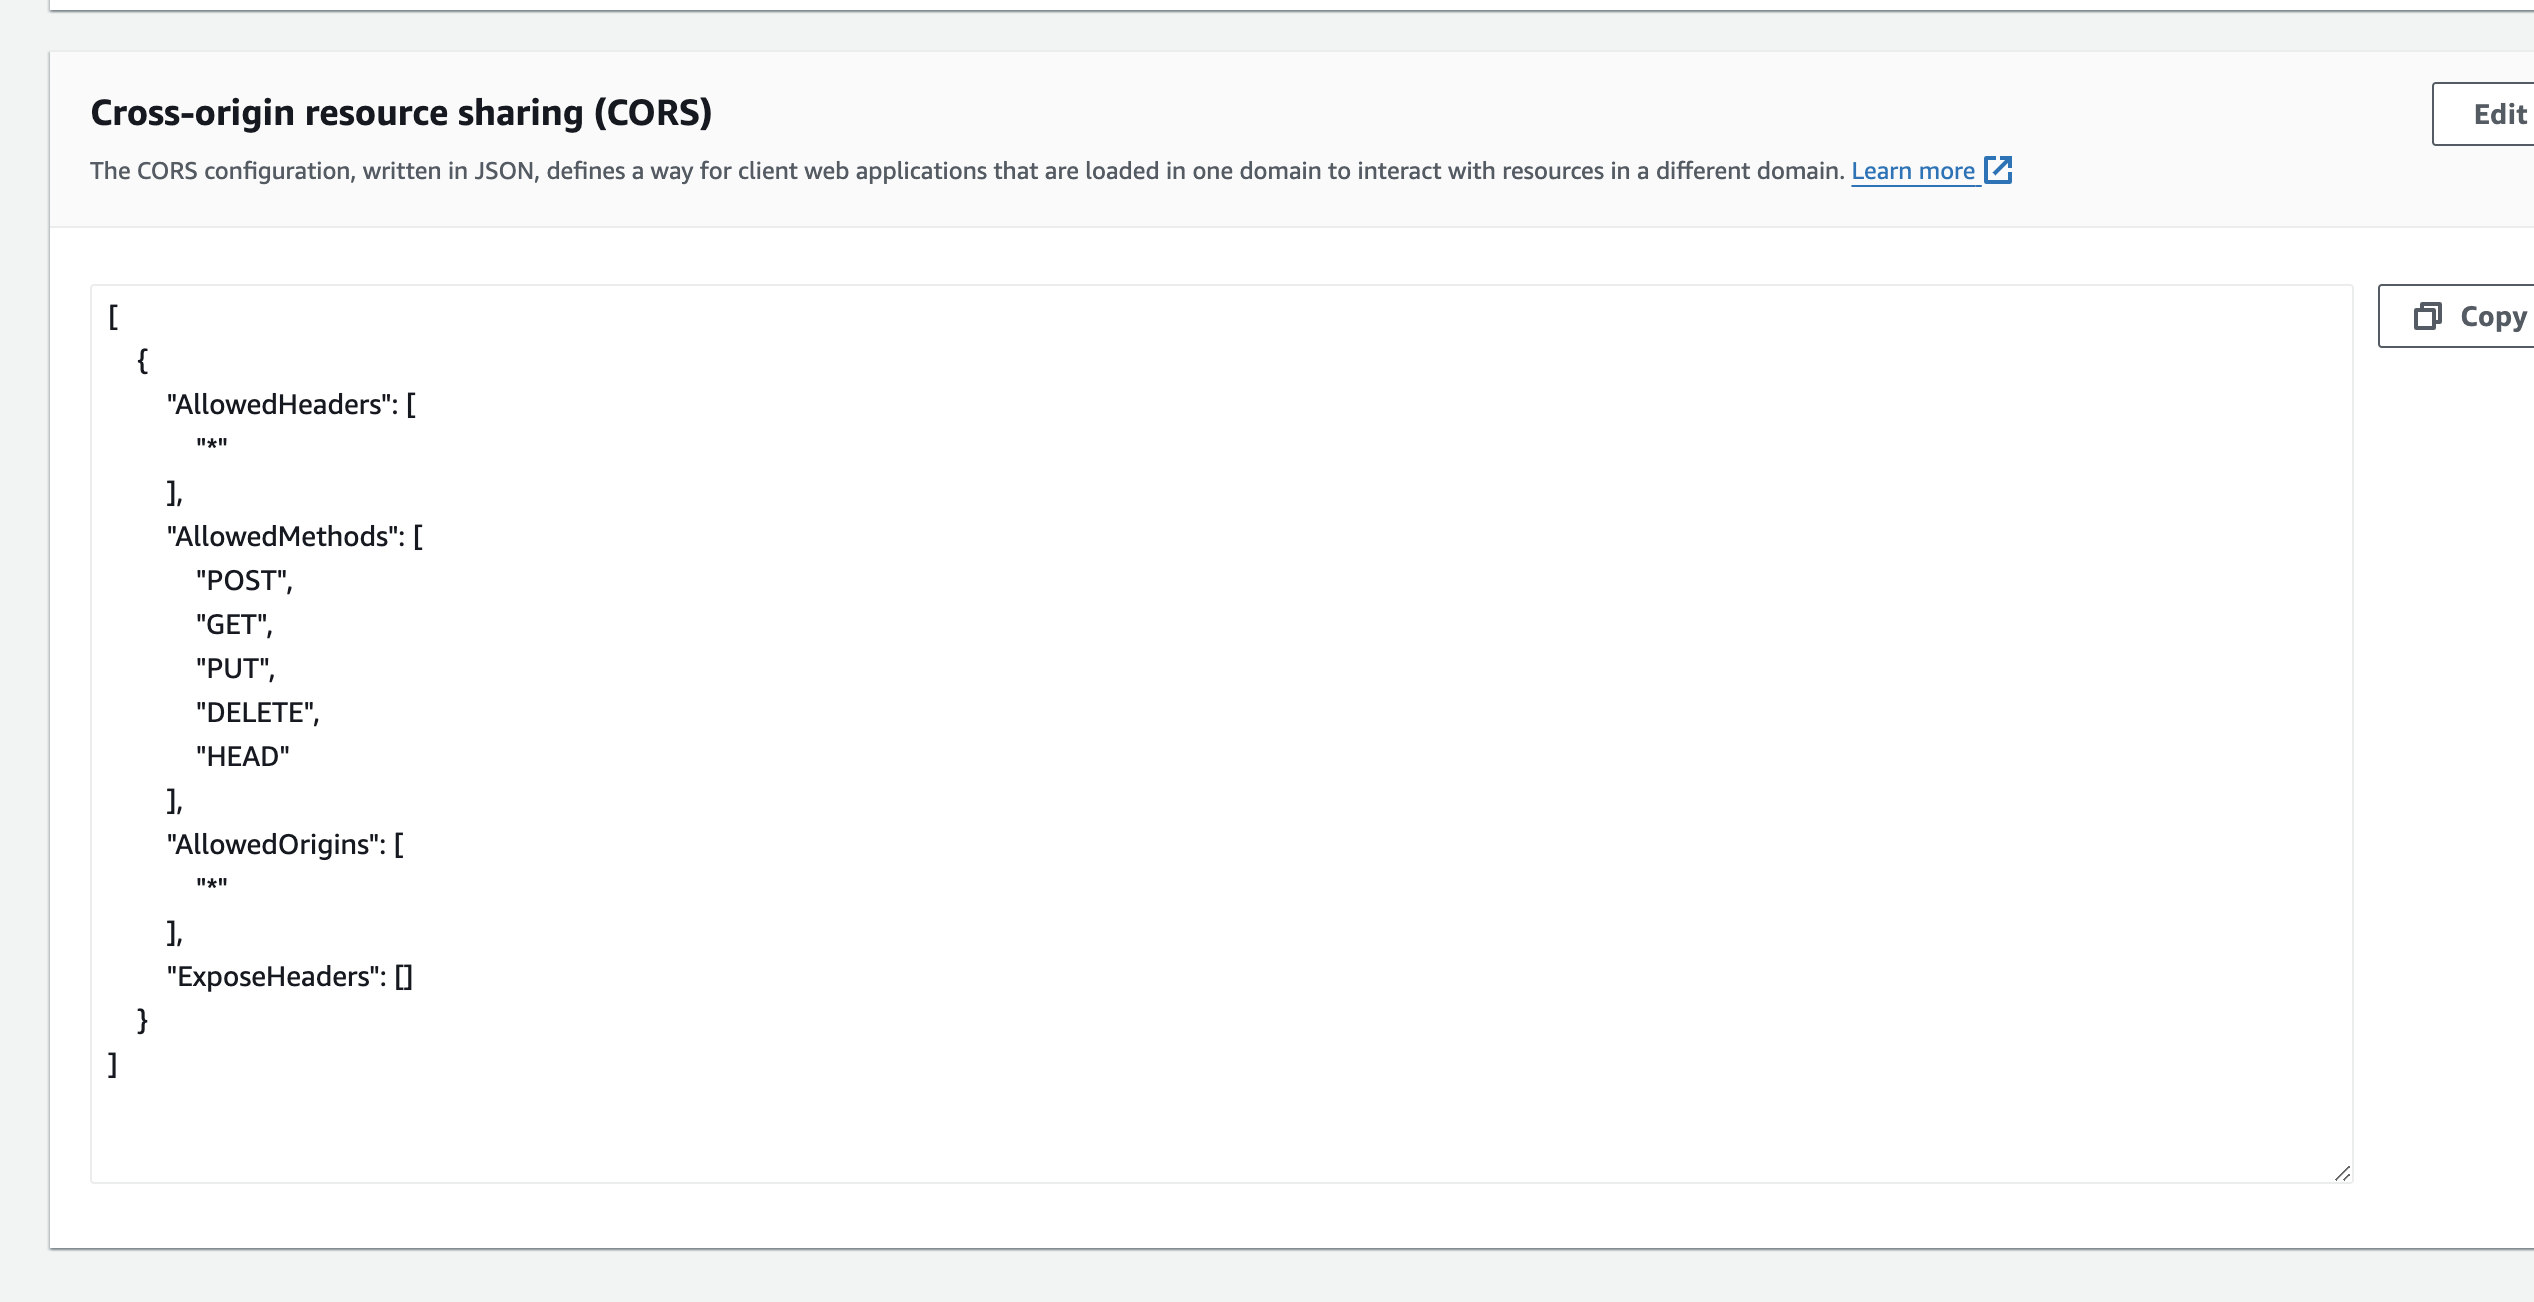 Cross-origin resource sharing (CORS)
Edit
The CORS configuration, written in JSON, defines a way for client web applications that are loaded in one domain to interact with resources in a different domain. Learn more
[
{
"AllowedHeaders": [
"*"
],
"AllowedMethods": [
"POST",
"GET",
"PUT",
"DELETE",
"HEAD"
],
"AllowedOrigins": [
"*"
],
"ExposeHeaders": []
}
]
Copy